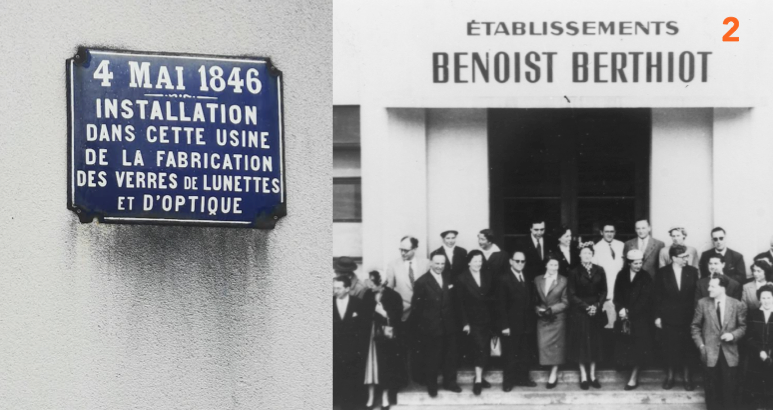 4 MAI 1846
INSTALLATION
DANS CETTE USINE
DE LA FABRICATION
DES VERRES DE LUNETTES
ET D'OPTIQUE
ÉTABLISSEMENTS
BENOIST BERTHIOT
2